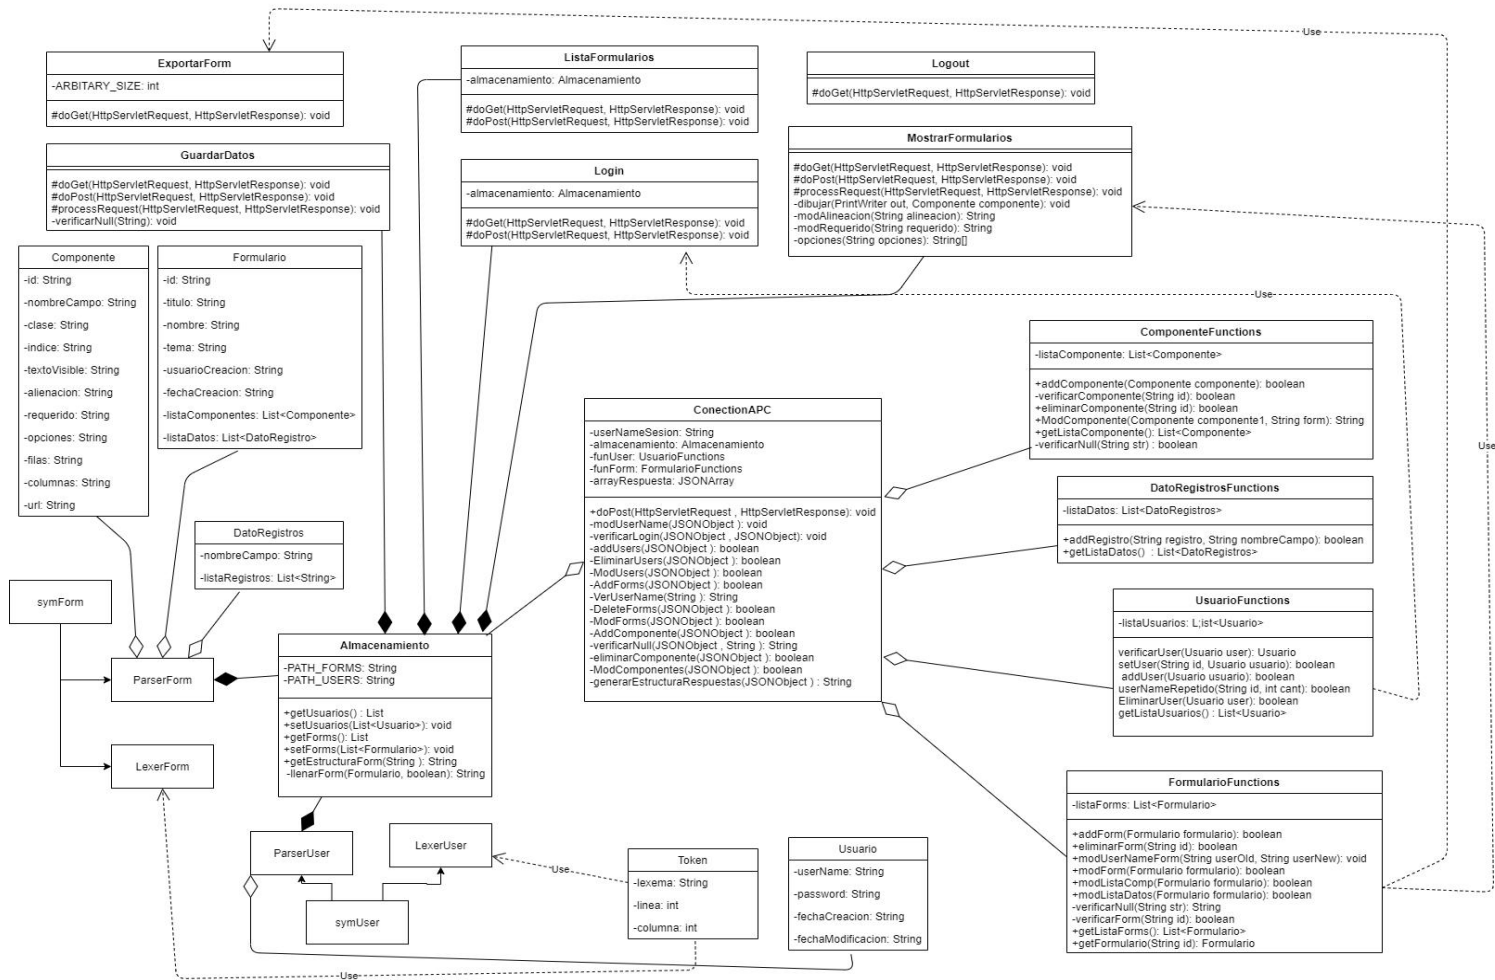 Use
ExportarForm
-ARBITARY_SIZE: int
#doGet(HttpServletRequest, HttpServletResponse): void
ListaFormularios
-almacenamiento: Almacenamiento
#doGet(HttpServletRequest, HttpServletResponse): void
#doPost(HttpServletRequest, HttpServletResponse): void
Logout
#doGet(HttpServletRequest, HttpServletResponse): void
GuardarDatos
#doGet(HttpServletRequest, HttpServletResponse): void
#doPost(HttpServletRequest, HttpServletResponse): void
#processRequest(HttpServletRequest, HttpServletResponse): void
-verificarNull(String): void
Login
-almacenamiento: Almacenamiento
#doGet(HttpServletRequest, HttpServletResponse): void
#doPost(HttpServletRequest, HttpServletResponse): void
MostrarFormularios
#doGet(HttpServletRequest, HttpServletResponse): void
#doPost(HttpServletRequest, HttpServletResponse): void
#processRequest(HttpServletRequest, HttpServletResponse): void
-dibujar(PrintWriter out, Componente componente): void
-modAlineacion(String alineacion): String
-modRequerido(String requerido): String
-opciones(String opciones): String[]
Use
Componente
-id: String
-nombreCampo: String
-clase: String
-indice: String
-textoVisible: String
-alienacion: String
-requerido: String
-opciones: String
-filas: String
-columnas: String
-url: String
Formulario
-id: String
-titulo: String
-nombre: String
-tema: String
-usuarioCreacion: String
-fechaCreacion: String
-listaComponentes: List<Componente>
-listaDatos: List<DatoRegistro>
ComponenteFunctions
-listaComponente: List<Componente>
+addComponente(Componente componente): boolean
-verificarComponente(String id): boolean
+eliminarComponente(String id): boolean
+ModComponente(Componente componente1, String form): String
+getListaComponente(): List<Componente>
-verificarNull(String str) : boolean
Use
ConectionAPC
-userNameSesion: String
-almacenamiento: Almacenamiento
-funUser: UsuarioFunctions
-funForm: FormularioFunctions
-arrayRespuesta: JSONArray
+doPost(HttpServletRequest , HttpServletResponse): void
-modUserName(JSONObject ): void
-verificarLogin(JSONObject , JSONObject): void
-addUsers(JSONObject ): boolean
-EliminarUsers(JSONObject ): boolean
-ModUsers(JSONObject ): boolean
-AddForms(JSONObject ): boolean
-VerUserName(String ): String
-DeleteForms(JSONObject ): boolean
-ModForms(JSONObject ): boolean
-AddComponente(JSONObject ): boolean
-verificarNull(JSONObject , String ): String
-eliminarComponente(JSONObject ): boolean
-ModComponentes(JSONObject ): boolean
-generarEstructuraRespuestas(JSONObject ) : String
DatoRegistrosFunctions
-listaDatos: List<DatoRegistros>
+addRegistro(String registro, String nombreCampo): boolean
+getListaDatos()  : List<DatoRegistros>
DatoRegistros
-nombreCampo: String
-listaRegistros: List<String>
symForm
ParserForm
LexerForm
Almacenamiento
-PATH_FORMS: String
-PATH_USERS: String
+getUsuarios() : List
+setUsuarios(List<Usuario>): void
+getForms(): List
+setForms(List<Formulario>): void
+getEstructuraForm(String ): String
-llenarForm(Formulario, boolean): String
UsuarioFunctions
-listaUsuarios: L;ist<Usuario>
verificarUser(Usuario user): Usuario
setUser(String id, Usuario usuario): boolean
addUser(Usuario usuario): boolean
userNameRepetido(String id, int cant): boolean
EliminarUser(Usuario user): boolean
getListaUsuarios() : List<Usuario>
FormularioFunctions
-listaForms: List<Formulario>
+addForm(Formulario formulario): boolean
+eliminarForm(String id): boolean
+modUserNameForm(String userOld, String userNew): void
+modForm(Formulario formulario): boolean
+modListaComp(Formulario formulario): boolean
+modListaDatos(Formulario formulario): boolean
-verificarNull(String str): String
-verificarForm(String id): boolean
+getListaForms(): List<Formulario>
+getFormulario(String id): Formulario
ParserUser
LexerUser
symUser
Use
Token
-lexema: String
-linea: int
-columna: int
Usuario
-userName: String
-password: String
-fechaCreacion: String
-fechaModificacion: String
Use